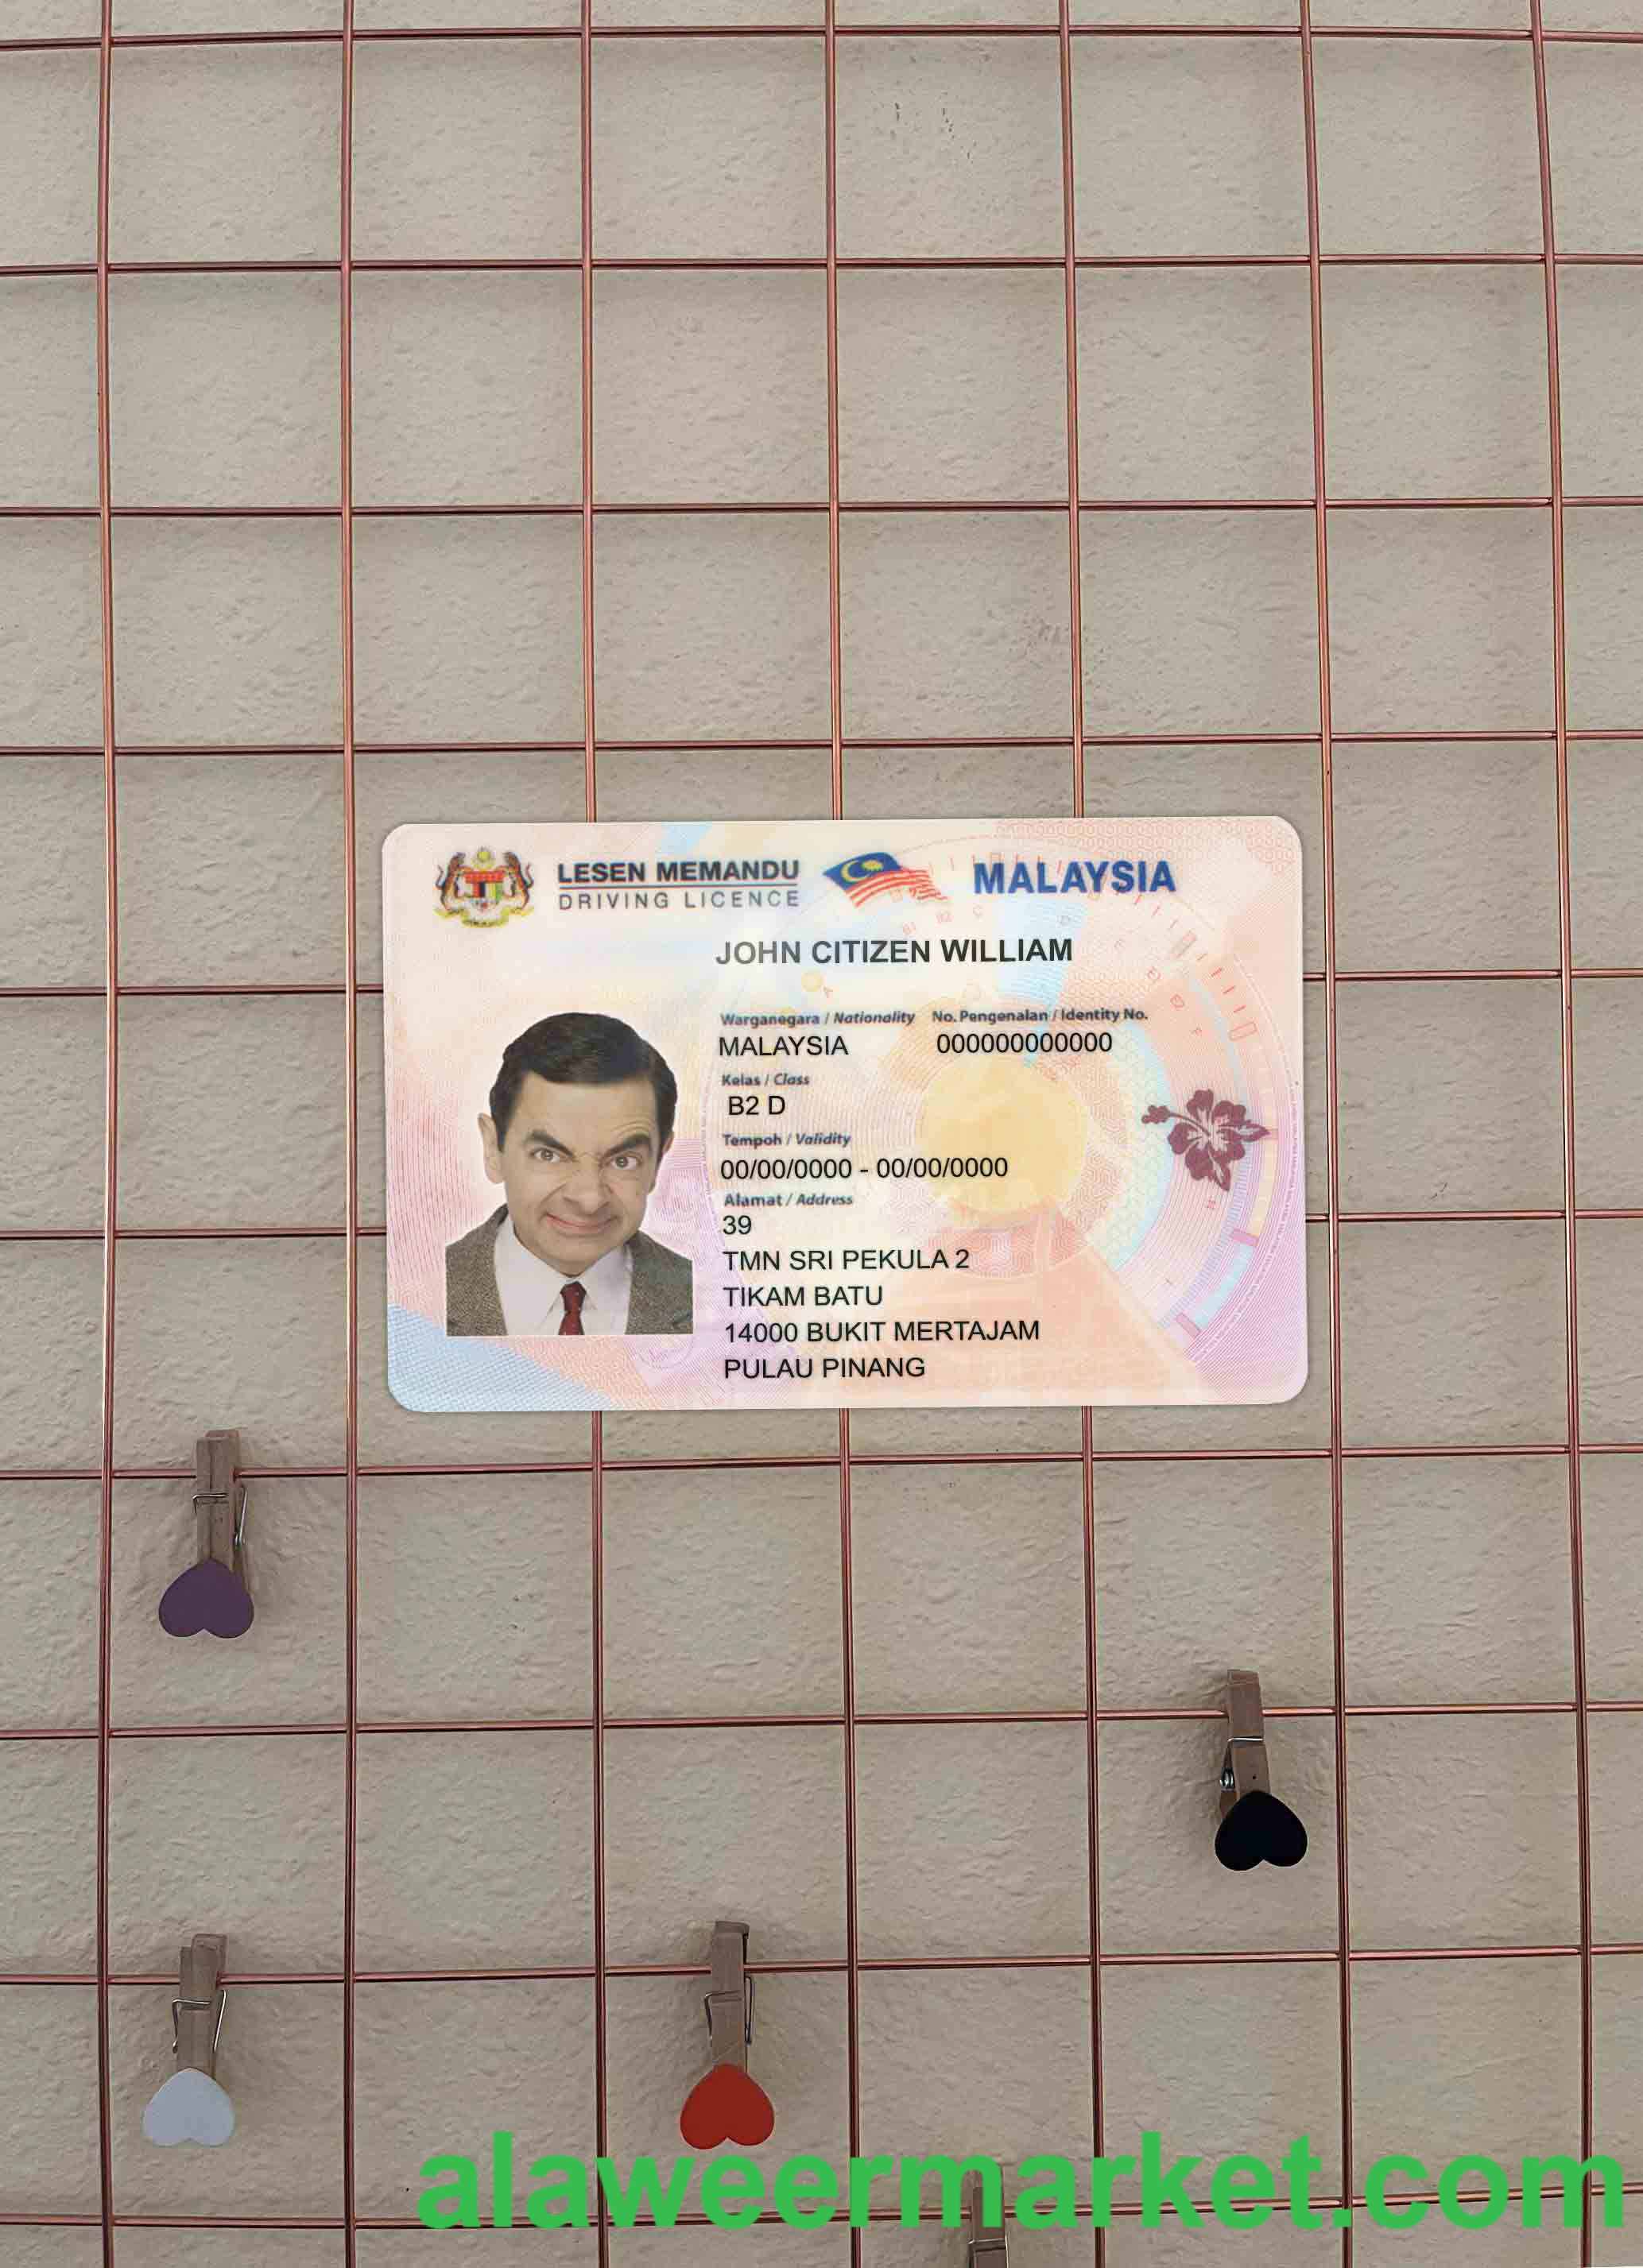 LESEN MEMANDU
DRIVING LICENCE
MALAYSIA
JOHN CITIZEN WILLIAM
Warganegara / Nationality No. Pengenalan / Identity No.
MALAYSIA 000000000000
Kelas / Class
B2 D
Tempoh / Validity
00/00/0000 - 00/00/0000
Alamat / Address
39
TMN SRI PEKULA 2
TIKAM BATU
14000 BUKIT MERTAJAM
PULAU PINANG
alaweermarket.com